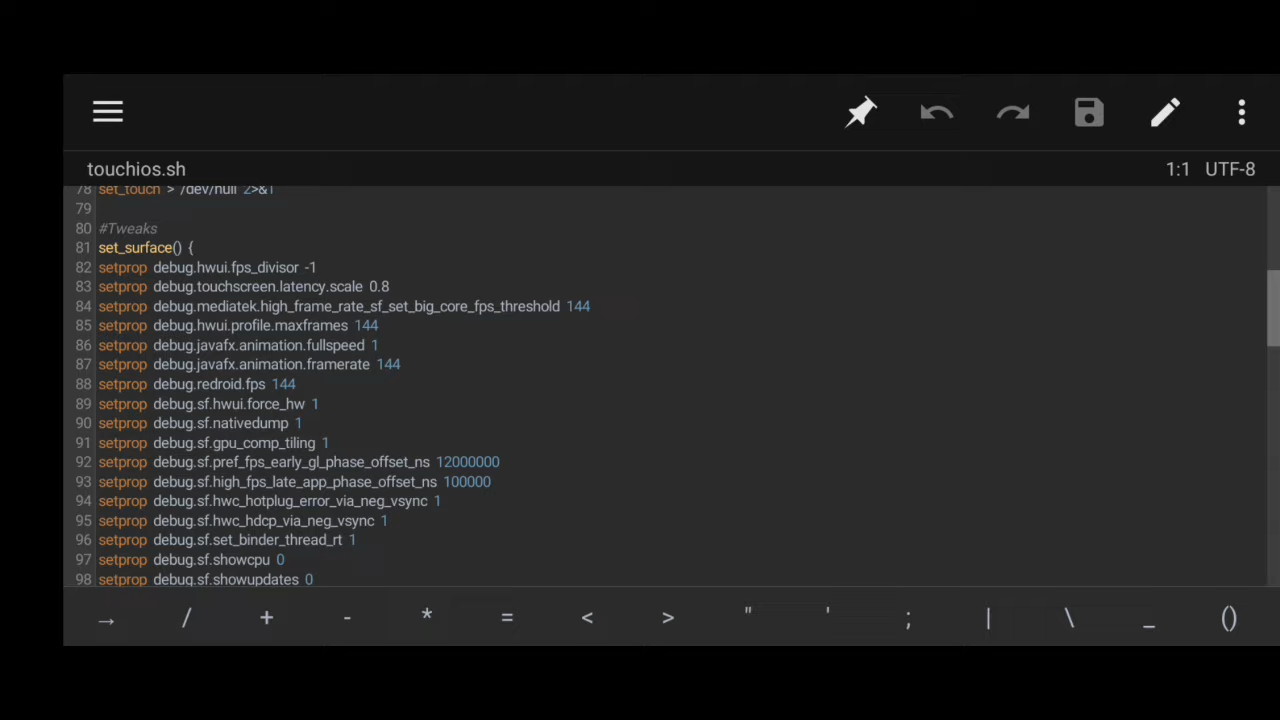 touchios.sh 1:1 UTF-8
78 set_touch > /dev/null 2>&1
79
80 #Tweaks
81 set_surface() {
82 setprop debug.hwui.fps_divisor -1
83 setprop debug.touchscreen.latency.scale 0.8
84 setprop debug.mediatek.high_frame_rate_sf_set_big_core_fps_threshold 144
85 setprop debug.hwui.profile.maxframes 144
86 setprop debug.javafx.animation.fullspeed 1
87 setprop debug.javafx.animation.framerate 144
88 setprop debug.redroid.fps 144
89 setprop debug.sf.hwui.force_hw 1
90 setprop debug.sf.nativedump 1
91 setprop debug.sf.gpu_comp_tiling 1
92 setprop debug.sf.pref_fps_early_gl_phase_offset_ns 12000000
93 setprop debug.sf.high_fps_late_app_phase_offset_ns 100000
94 setprop debug.sf.hwc_hotplug_error_via_neg_vsync 1
95 setprop debug.sf.hwc_hdcp_via_neg_vsync 1
96 setprop debug.sf.set_binder_thread_rt 1
97 setprop debug.sf.showcpu 0
98 setprop debug.sf.showupdates 0
→ / + - * = < > " ' ; | \ _ ()